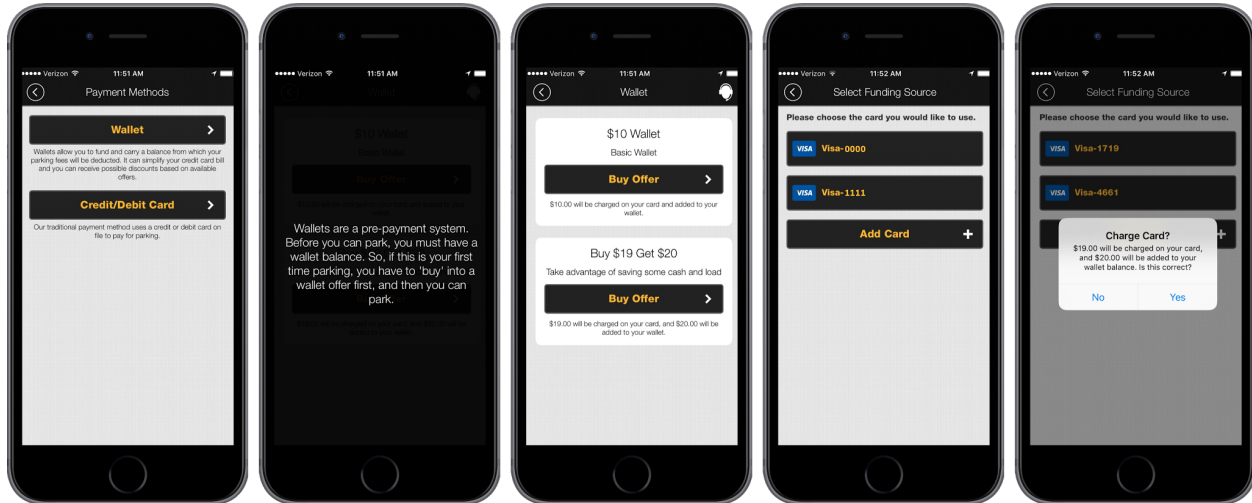 Verizon 11:51 AM
Payment Methods
Wallet
Wallets allow you to fund and carry a balance from which your
parking fees will be deducted. It can simplify your credit card bill
and you can receive possible discounts based on available
offers.
Credit/Debit Card
Our traditional payment method uses a credit or debit card on
file to pay for parking.
Verizon 11:51 AM
Wallet
$10 Wallet
Basic Wallet
Buy Offer
Wallets are a pre-payment system.
Before you can park, you must have a
wallet balance. So, if this is your first
time parking, you have to 'buy' into a
wallet offer first, and then you can
park.
Verizon 11:51 AM
Wallet
$10 Wallet
Basic Wallet
Buy Offer
$10.00 will be charged on your card and added to your
wallet.
Buy $19 Get $20
Take advantage of saving some cash and load
Buy Offer
$19.00 will be charged on your card, and $20.00 will be
added to your wallet.
Verizon 11:52 AM
Select Funding Source
Please choose the card you would like to use.
VISA Visa-0000
VISA Visa-1111
Add Card +
Verizon 11:52 AM
Select Funding Source
Please choose the card you would like to use.
VISA Visa-1719
VISA Visa-4661
+
Charge Card?
$19.00 will be charged on your card,
and $20.00 will be added to your
wallet balance. Is this correct?
No Yes